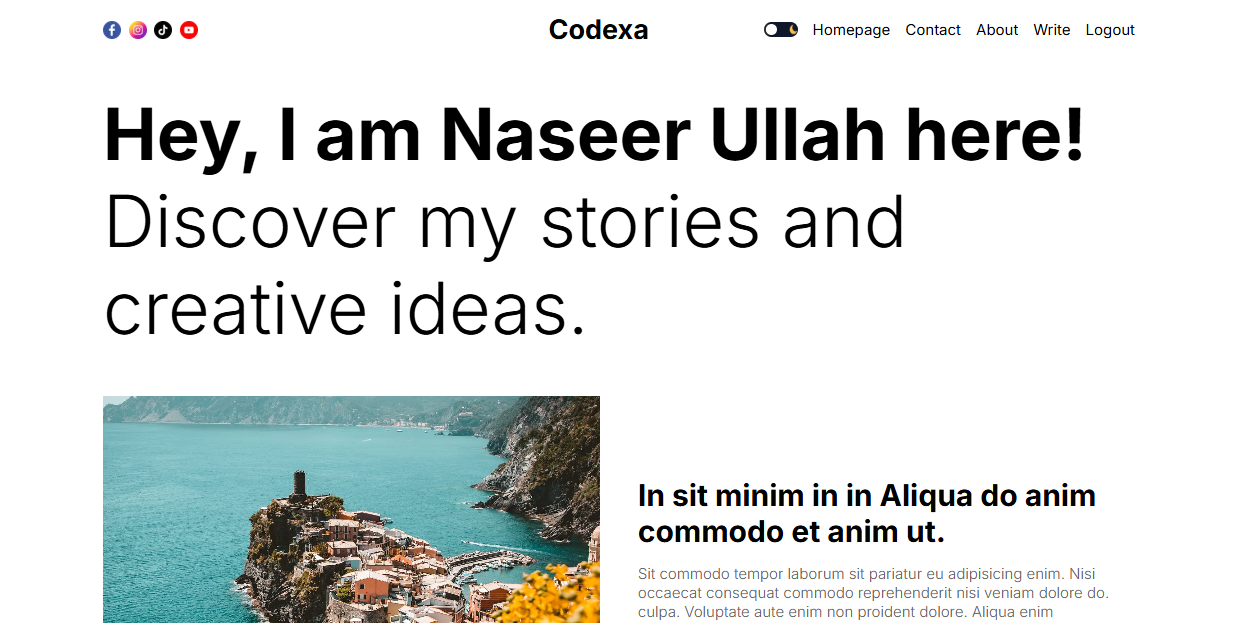 Codexa
Homepage Contact About Write Logout
Hey, I am Naseer Ullah here!
Discover my stories and
creative ideas.
In sit minim in in Aliqua do anim
commodo et anim ut.
Sit commodo tempor laborum sit pariatur eu adipisicing enim. Nisi
occaecat consequat commodo reprehenderit nisi veniam dolore do.
culpa. Voluptate aute enim non proident dolore. Aliqua enim